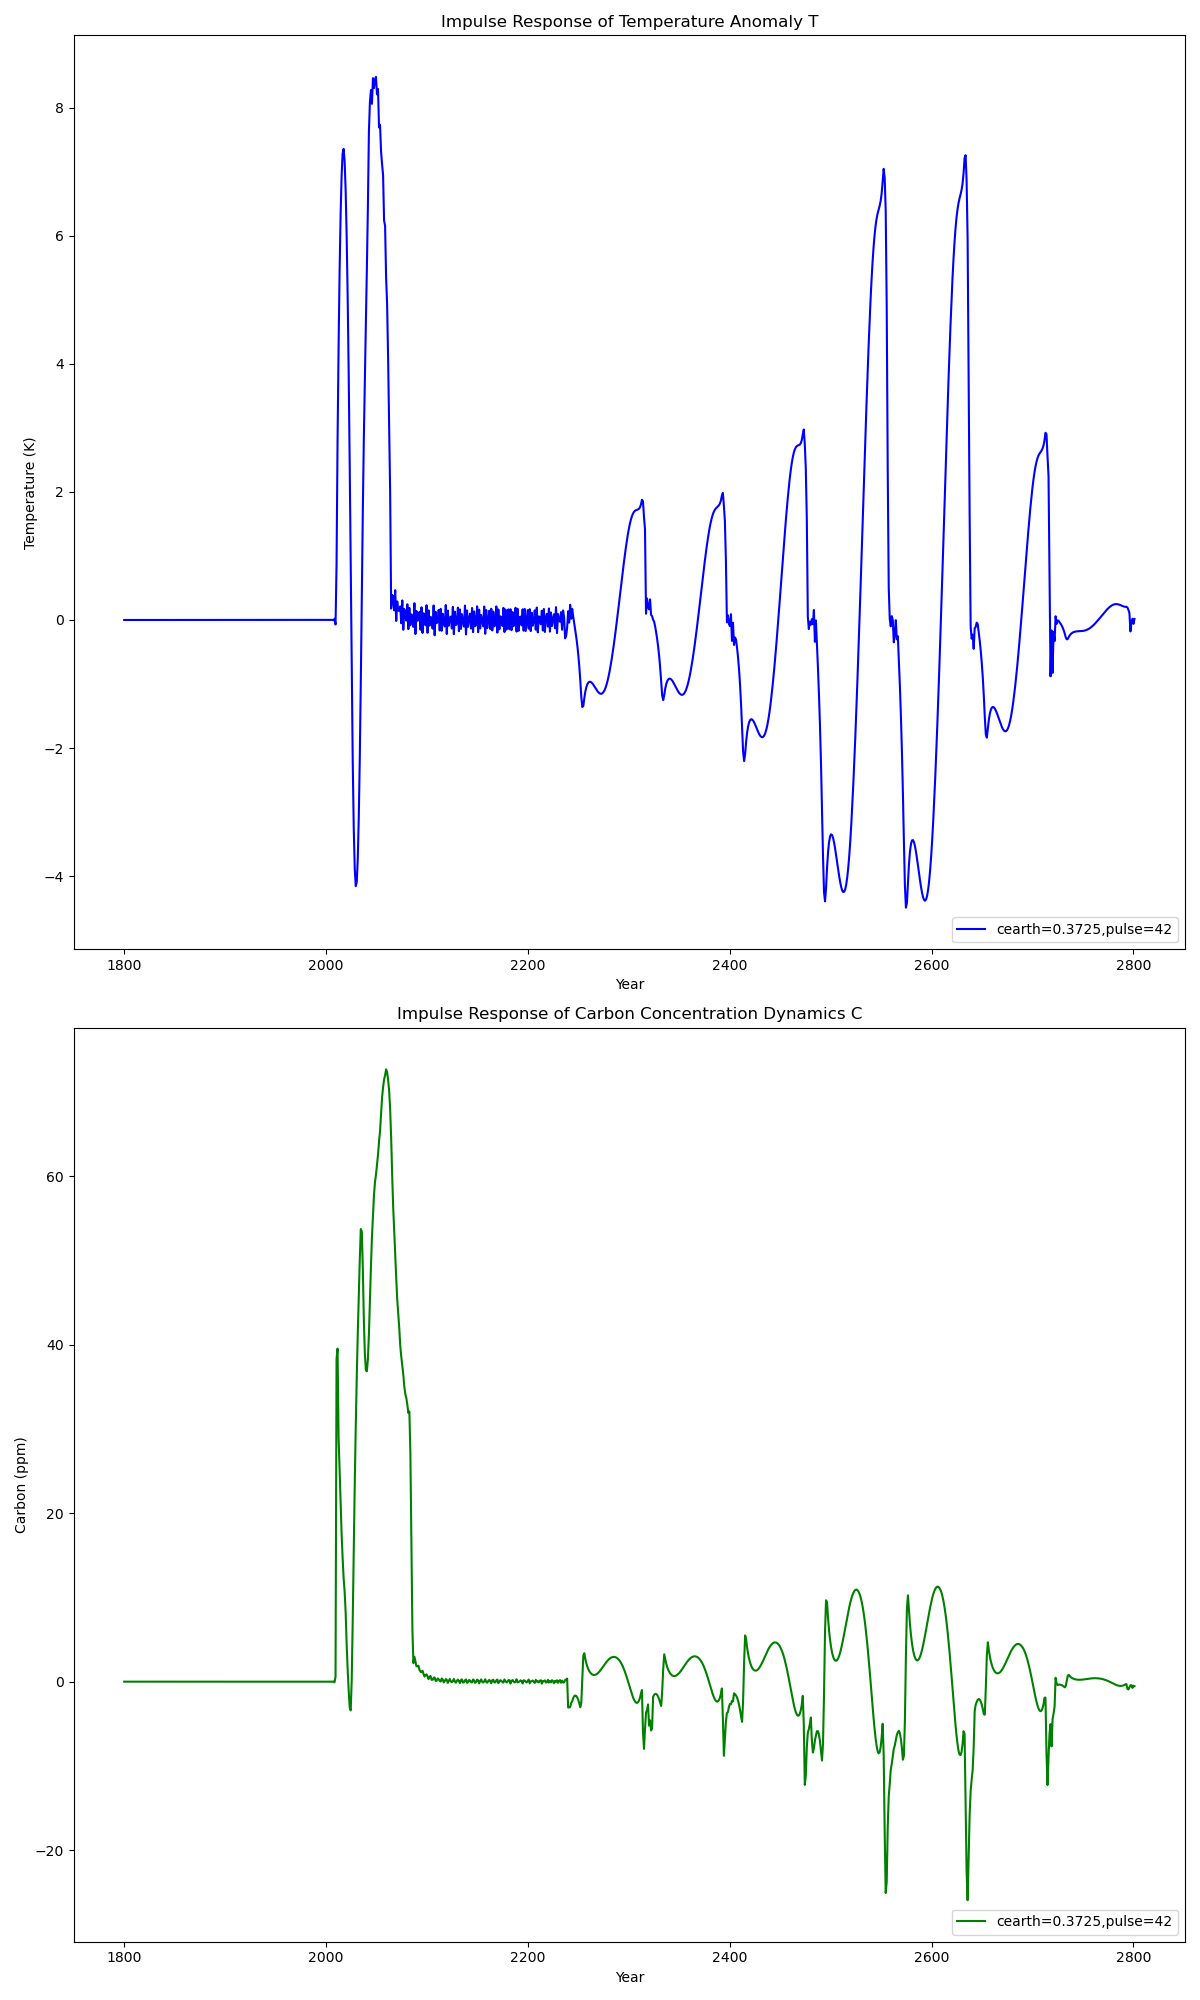 Impulse Response of Temperature Anomaly T
8
6
4
2
0
−2
−4
Temperature (K)
cearth=0.3725,pulse=42
1800 2000 2200 2400 2600 2800
Year
Impulse Response of Carbon Concentration Dynamics C
60
40
20
0
−20
Carbon (ppm)
cearth=0.3725,pulse=42
1800 2000 2200 2400 2600 2800
Year